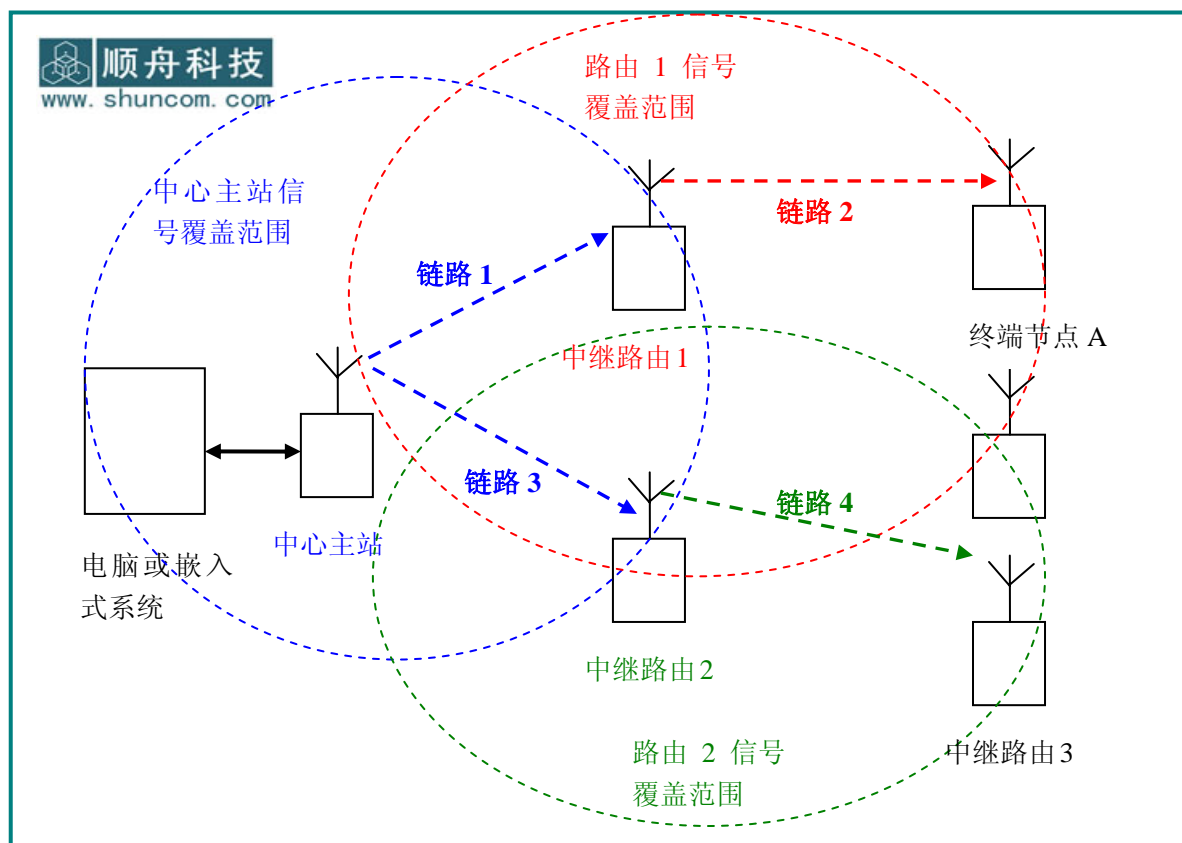 顺舟科技
www.shuncom.com
路由 1 信号
覆盖范围
中心主站信
号覆盖范围
链路 2
链路 1
终端节点 A
中继路由1
链路 3
链路 4
中心主站
电脑或嵌入
式系统
中继路由2
路由 2 信号
覆盖范围
中继路由3